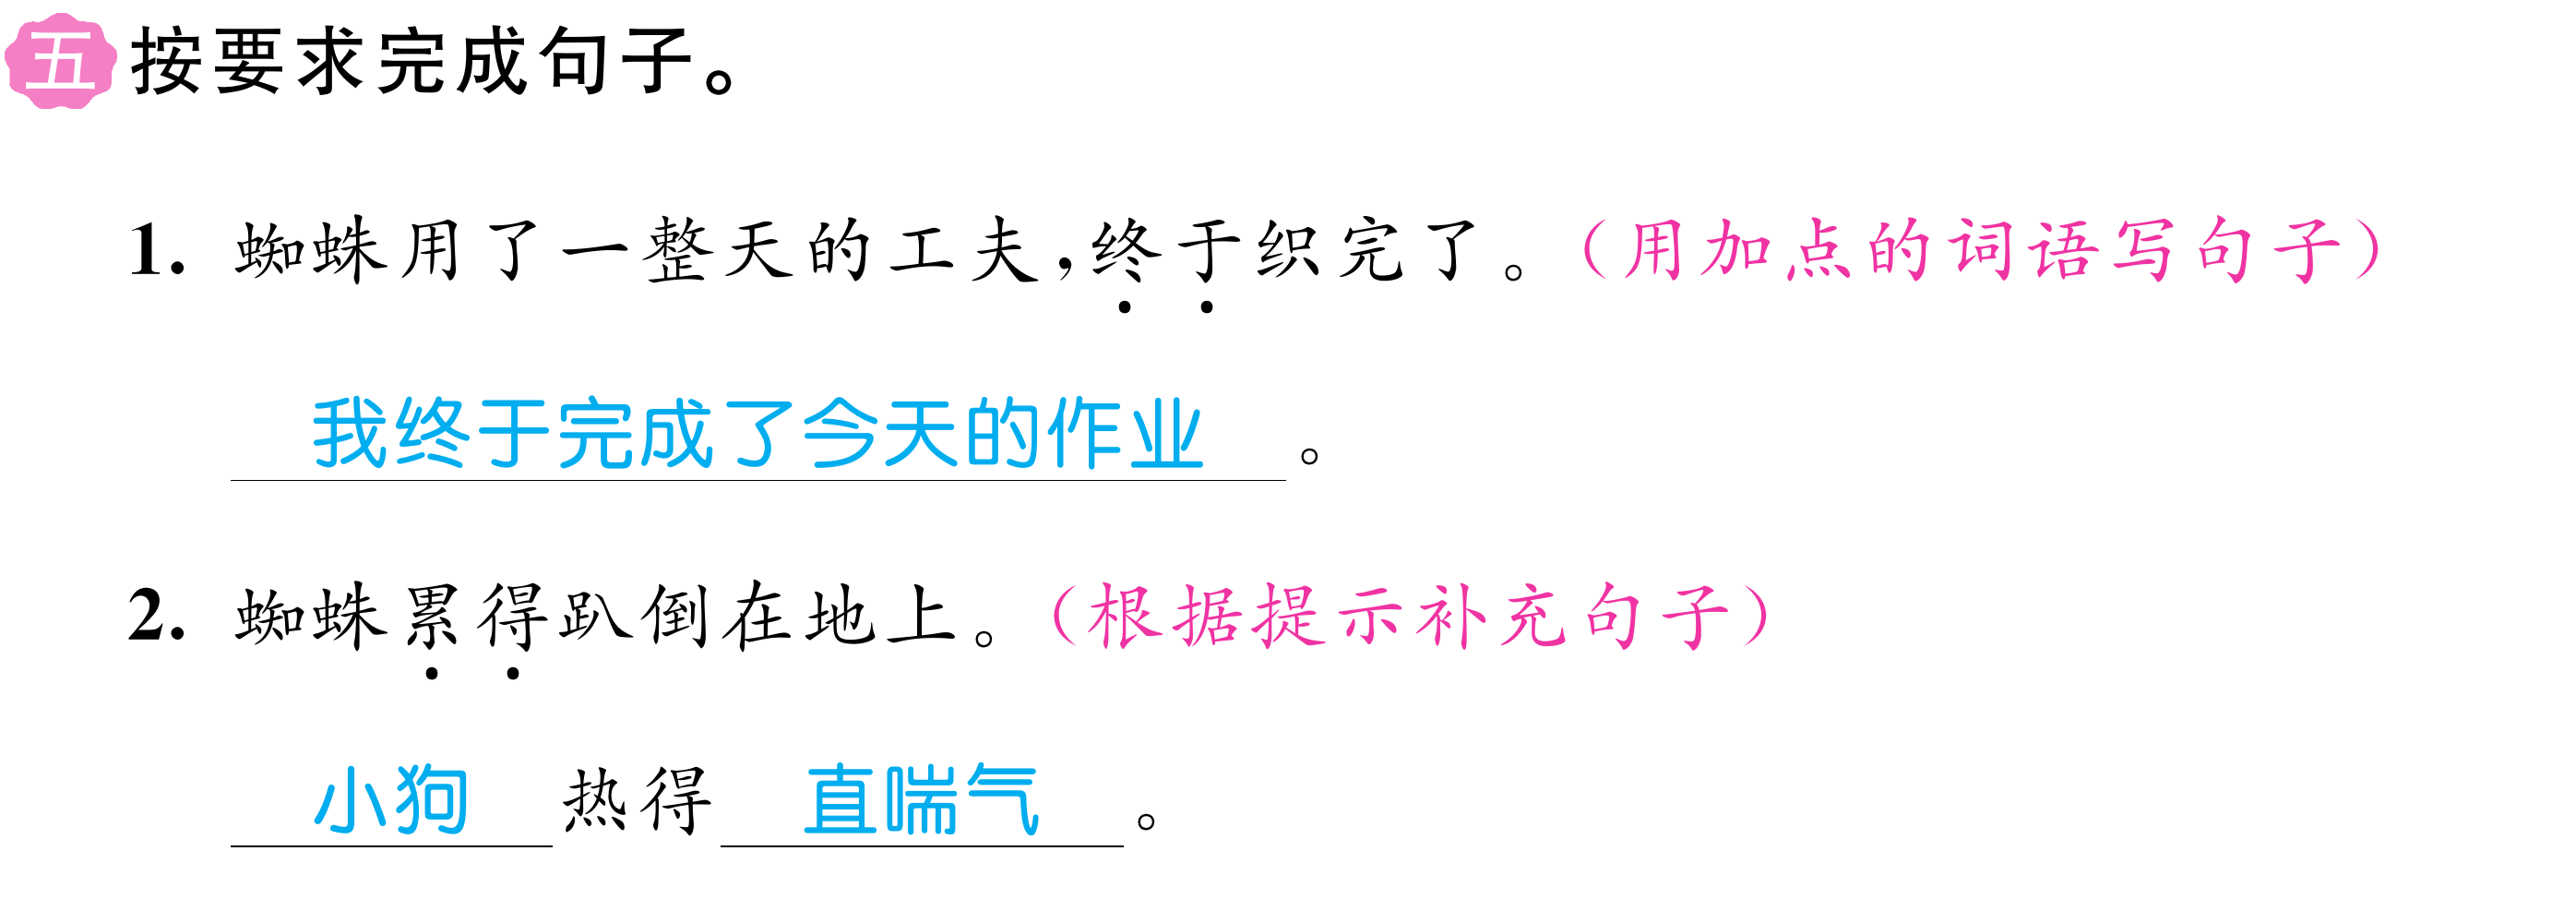 五 按要求完成句子。
1. 蜘蛛用了一整天的工夫，终于织完了。（用加点的词语写句子）
我终于完成了今天的作业。
2. 蜘蛛累得趴倒在地上。（根据提示补充句子）
小狗热得直喘气。